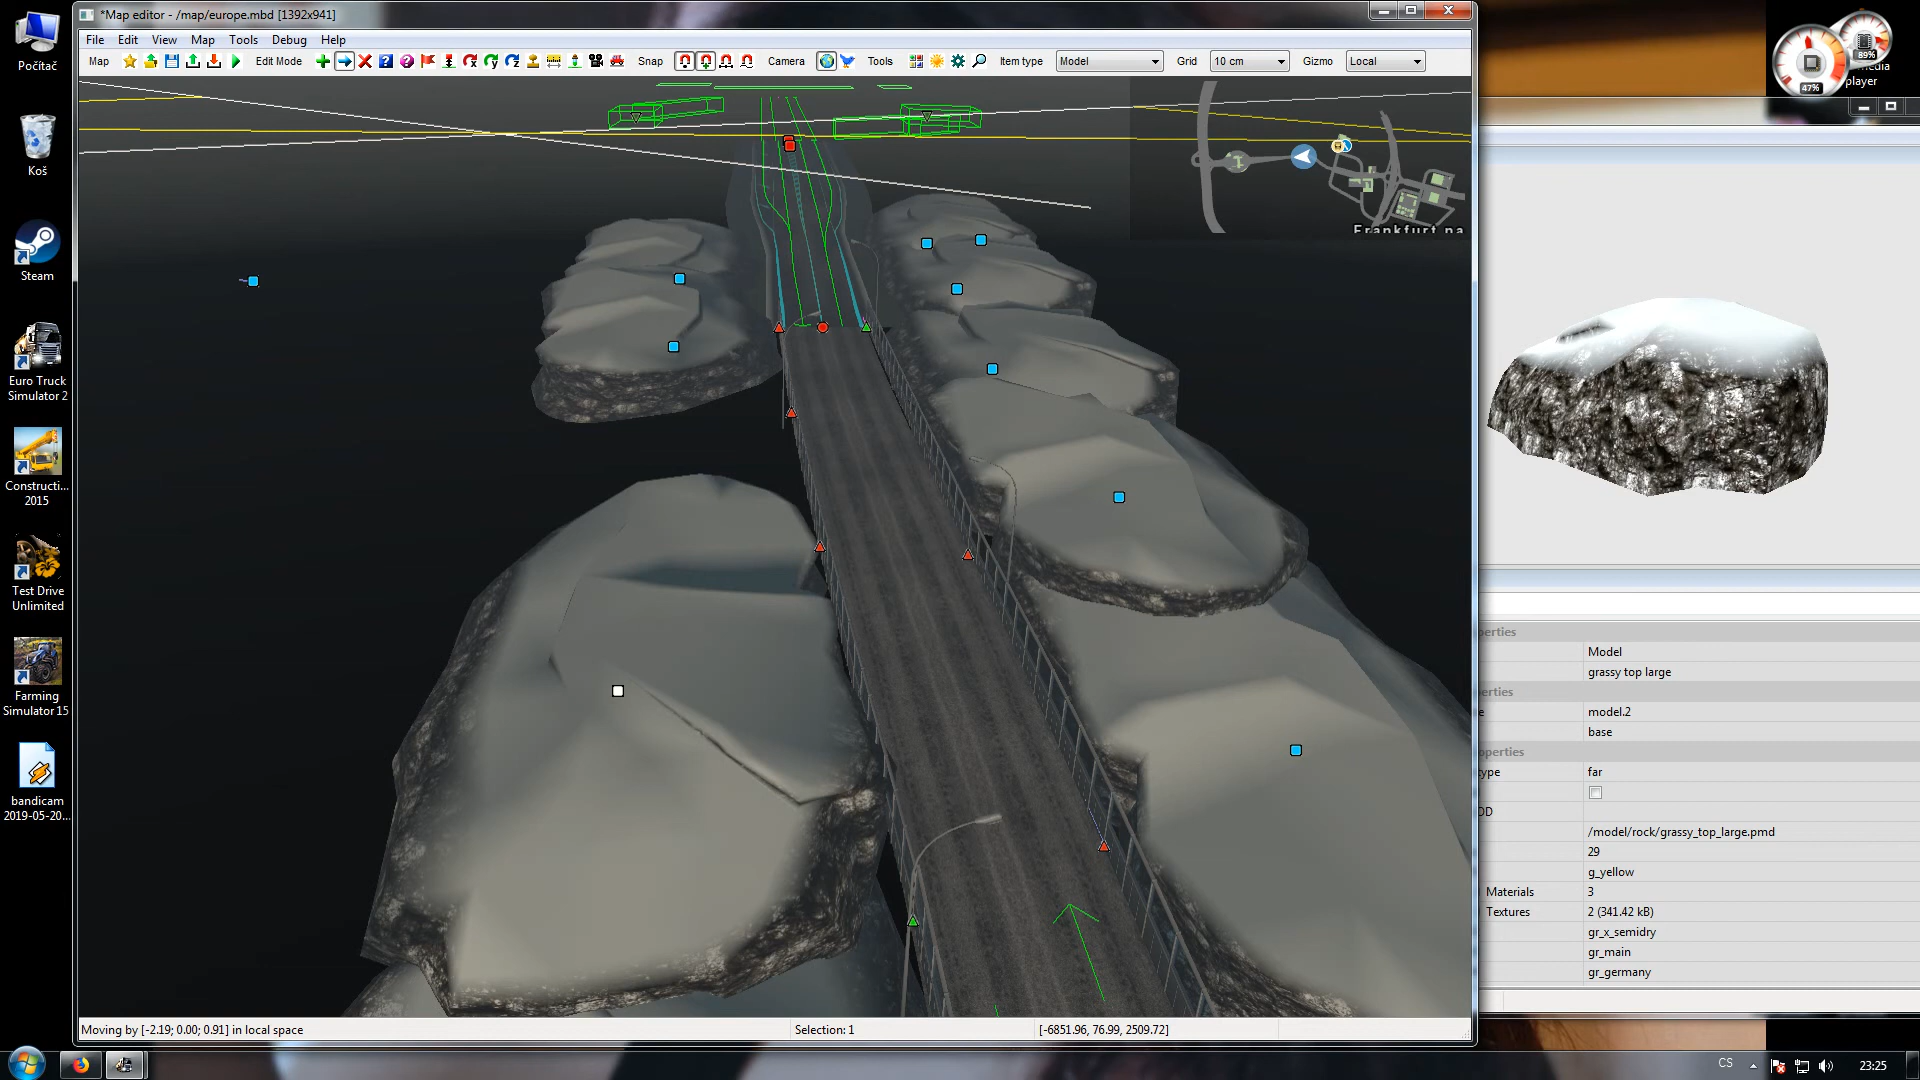 *Map editor - /map/europe.mbd [1392x941]
File Edit View Map Tools Debug Help
Map Edit Mode Snap Camera Tools Item type Model Grid 10 cm Gizmo Local
Počítač
Koš
Steam
Euro Truck
Simulator 2
Constructi...
2015
Test Drive
Unlimited
Farming
Simulator 15
bandicam
2019-05-20...
89%
47%
player
Frankfurt
Model
grassy top large
model.2
base
far
/model/rock/grassy_top_large.pmd
29
g_yellow
Materials 3
Textures 2 (341.42 kB)
gr_x_semidry
gr_main
gr_germany
Moving by [-2.19; 0.00; 0.91] in local space Selection: 1 [-6851.96, 76.99, 2509.72]
CS 23:25